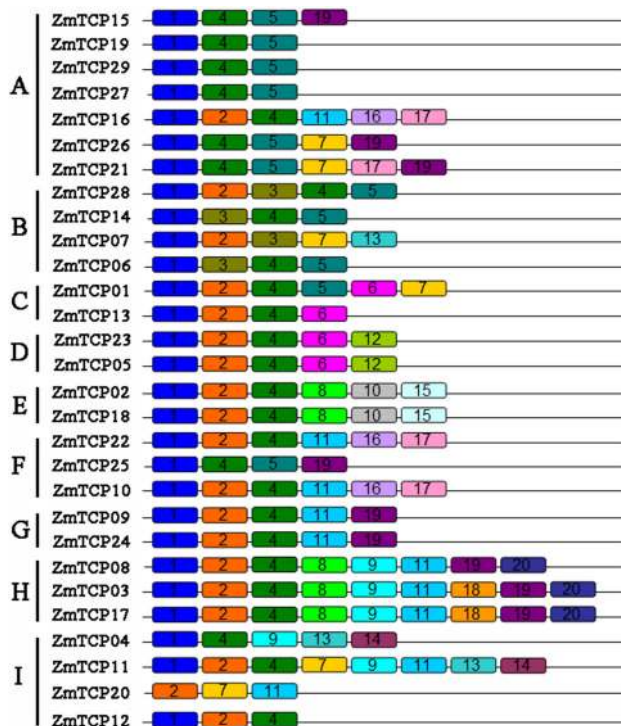 ZmTCP15 1 4 5 19
ZmTCP19 1 4 5
ZmTCP29 1 4 5
A ZmTCP27 1 4 5
ZmTCP16 1 2 4 11 16 17
ZmTCP26 1 4 5 7 19
ZmTCP21 1 4 5 7 17 19
ZmTCP28 1 2 3 4 5
B ZmTCP14 1 3 4 5
ZmTCP07 1 2 3 7 13
ZmTCP06 1 3 4 5
C ZmTCP01 1 2 4 5 6 7
ZmTCP13 1 2 4 6
D ZmTCP23 1 2 4 6 12
ZmTCP05 1 2 4 6 12
E ZmTCP02 1 2 4 8 10 15
ZmTCP18 1 2 4 8 10 15
ZmTCP22 1 2 4 11 16 17
F ZmTCP25 1 4 5 19
ZmTCP10 1 2 4 11 16 17
G ZmTCP09 1 2 4 11 19
ZmTCP24 1 2 4 11 19
ZmTCP08 1 2 4 8 9 11 19 20
H ZmTCP03 1 2 4 8 9 11 18 19 20
ZmTCP17 1 2 4 8 9 11 18 19 20
ZmTCP04 1 4 9 13 14
I ZmTCP11 1 2 4 7 9 11 13 14
ZmTCP20 2 7 11
ZmTCP12 1 2 4